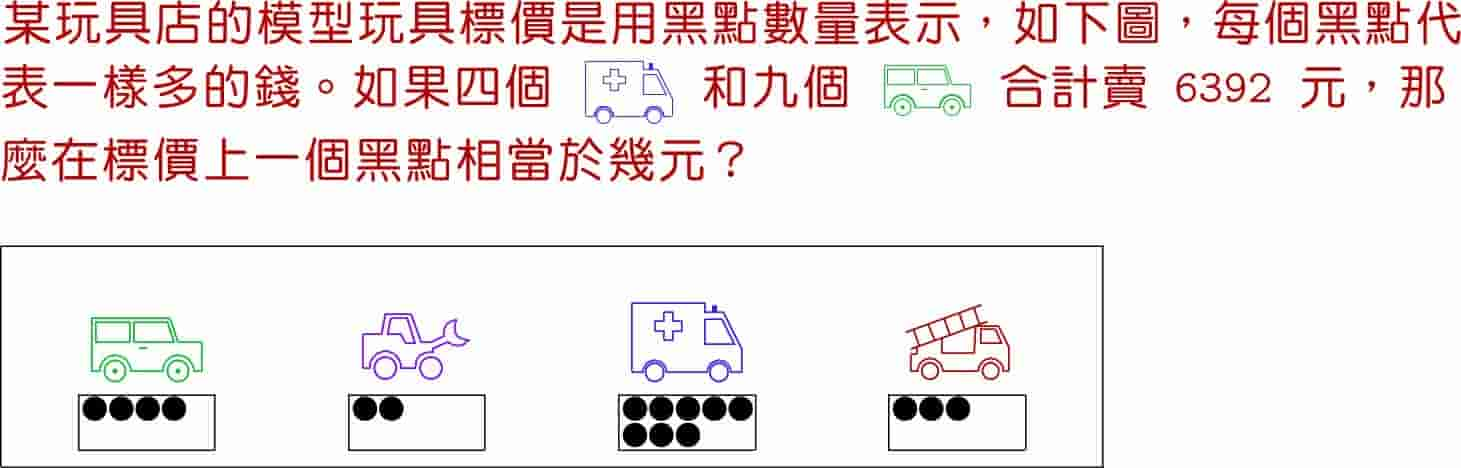 某玩具店的模型玩具標價是用黑點數量表示，如下圖，每個黑點代
表一樣多的錢。如果四個 和九個 合計賣 6392 元，那
麼在標價上一個黑點相當於幾元？